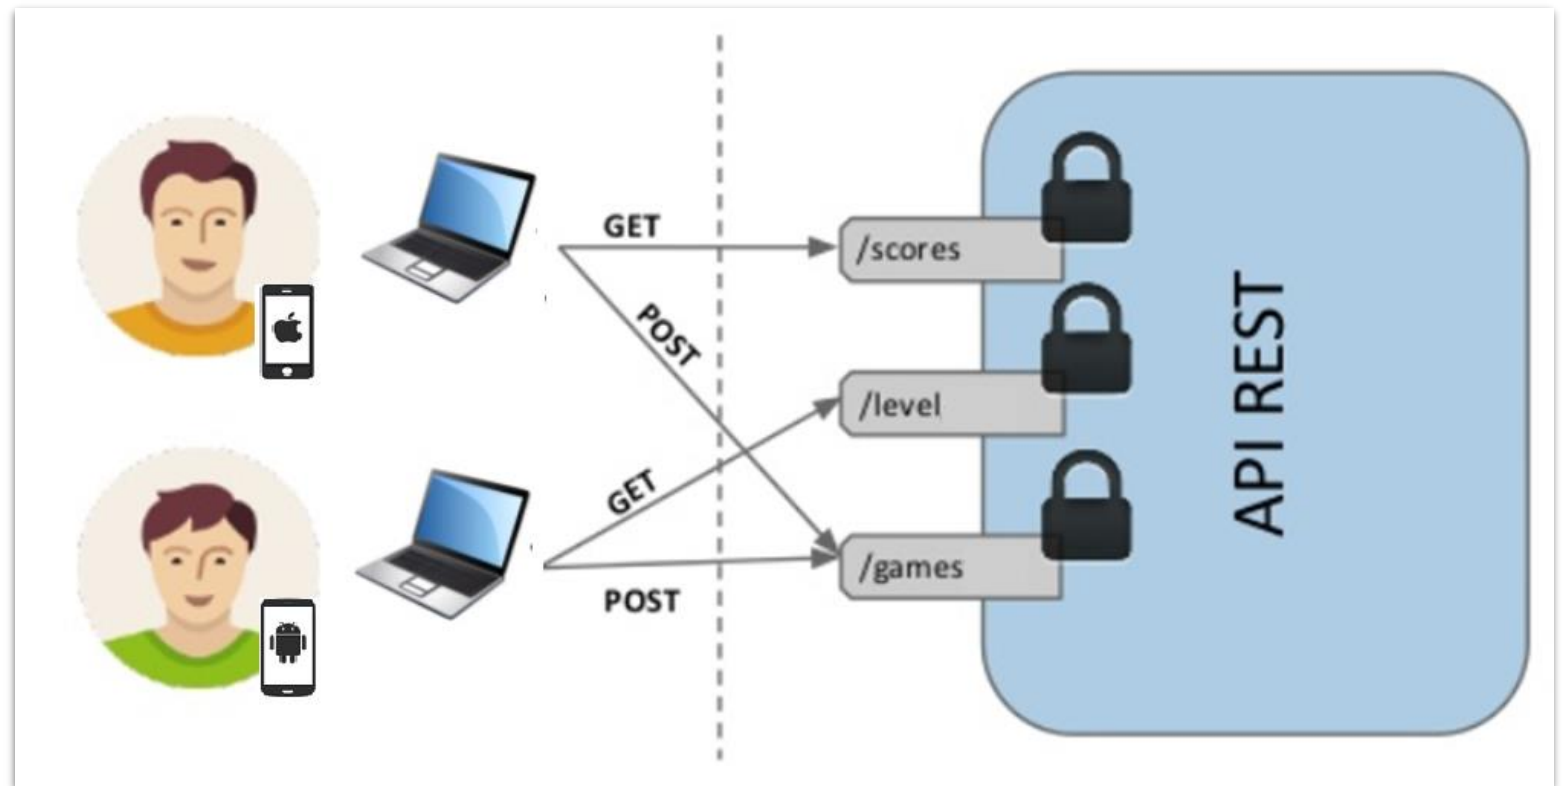 GET
/scores
POST
/level
GET
/games
POST
API REST